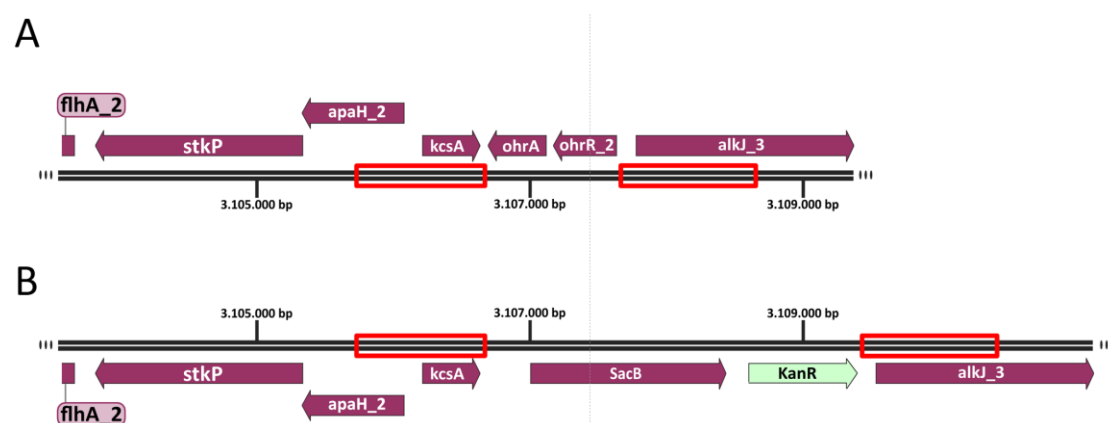 A
flhA_2
apaH_2
stkP
kcsA
ohrA
ohrR_2
alkJ_3
3.105.000 bp
3.107.000 bp
3.109.000 bp
B
3.105.000 bp
3.107.000 bp
3.109.000 bp
stkP
kcsA
SacB
KanR
alkJ_3
flhA_2
apaH_2